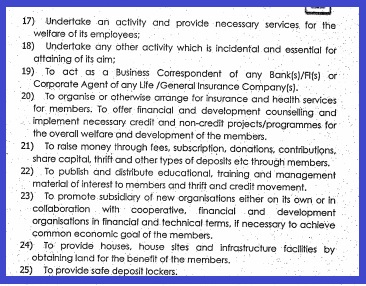 17) Undertake an activity and provide necessary services for the
welfare of its employees;
18) Undertake any other activity which is incidental and essential for
attaining of its aim;
19) To act as a Business Correspondent of any Bank(s)/FI(s) or
Corporate Agent of any Life /General Insurance Company(s).
20) To organise or otherwise arrange for insurance and health services
for members. To offer financial and development counselling and
implement necessary credit and non-credit projects/programmes for
the overall welfare and development of the members.
21) To raise money through fees, subscription, donations, contributions,
share capital, thrift and other types of deposits etc through members.
22) To publish and distribute educational, training and management
material of interest to members and thrift and credit movement.
23) To promote subsidiary of new organisations either on its own or in
collaboration with cooperative, financial and development
organisations in financial and technical terms, if necessary to achieve
common economic goal of the members.
24) To provide houses, house sites and infrastructure facilities by
obtaining land for the benefit of the members.
25) To provide safe deposit lockers.